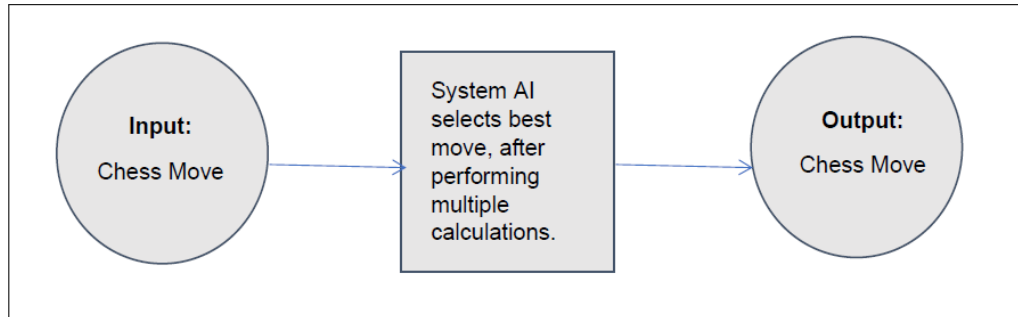 Input:
Chess Move
System AI
selects best
move, after
performing
multiple
calculations.
Output:
Chess Move